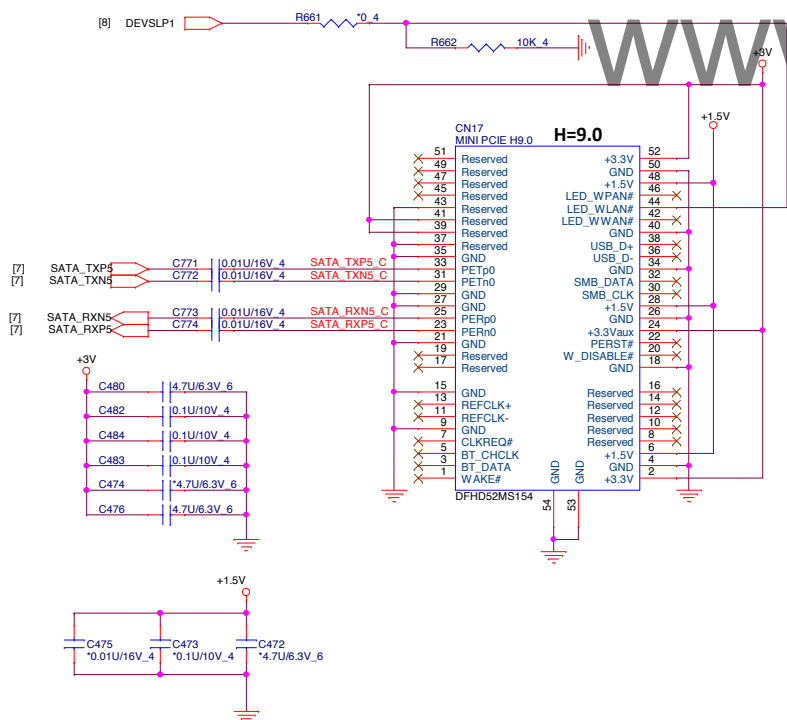 [8] DEVSLP1 R661 *0_4
R662 10K_4
WW
+3V
+1.5V
CN17
MINI PCIE H9.0
H=9.0
51 Reserved +3.3V 52
49 Reserved GND 50
47 Reserved +1.5V 48
45 Reserved LED_WPAN# 46
43 Reserved LED_WLAN# 44
41 Reserved LED_WWAN# 42
39 Reserved GND 40
37 Reserved USB_D+ 38
35 GND USB_D- 36
[7] SATA_TXP5 C771 0.01U/16V_4 SATA_TXP5_C 33 PETp0 GND 34
[7] SATA_TXN5 C772 0.01U/16V_4 SATA_TXN5_C 31 PETn0 SMB_DATA 32
29 GND SMB_CLK 30
27 GND +1.5V 28
[7] SATA_RXN5 C773 0.01U/16V_4 SATA_RXN5_C 25 PERp0 GND 26
[7] SATA_RXP5 C774 0.01U/16V_4 SATA_RXP5_C 23 PERn0 +3.3Vaux 24
21 GND PERST# 22
19 Reserved W_DISABLE# 20
17 Reserved GND 18
15 GND Reserved 16
13 REFCLK+ Reserved 14
11 REFCLK- Reserved 12
9 GND Reserved 10
7 CLKREQ# Reserved 8
5 BT_CHCLK +1.5V 6
3 BT_DATA GND 4
1 WAKE# +3.3V 2
GND GND
DFHD52MS154
54 53
+3V
C480 4.7U/6.3V_6
C482 0.1U/10V_4
C484 0.1U/10V_4
C483 0.1U/10V_4
C474 *4.7U/6.3V_6
C476 4.7U/6.3V_6
+1.5V
C475 C473 C472
*0.01U/16V_4 *0.1U/10V_4 *4.7U/6.3V_6